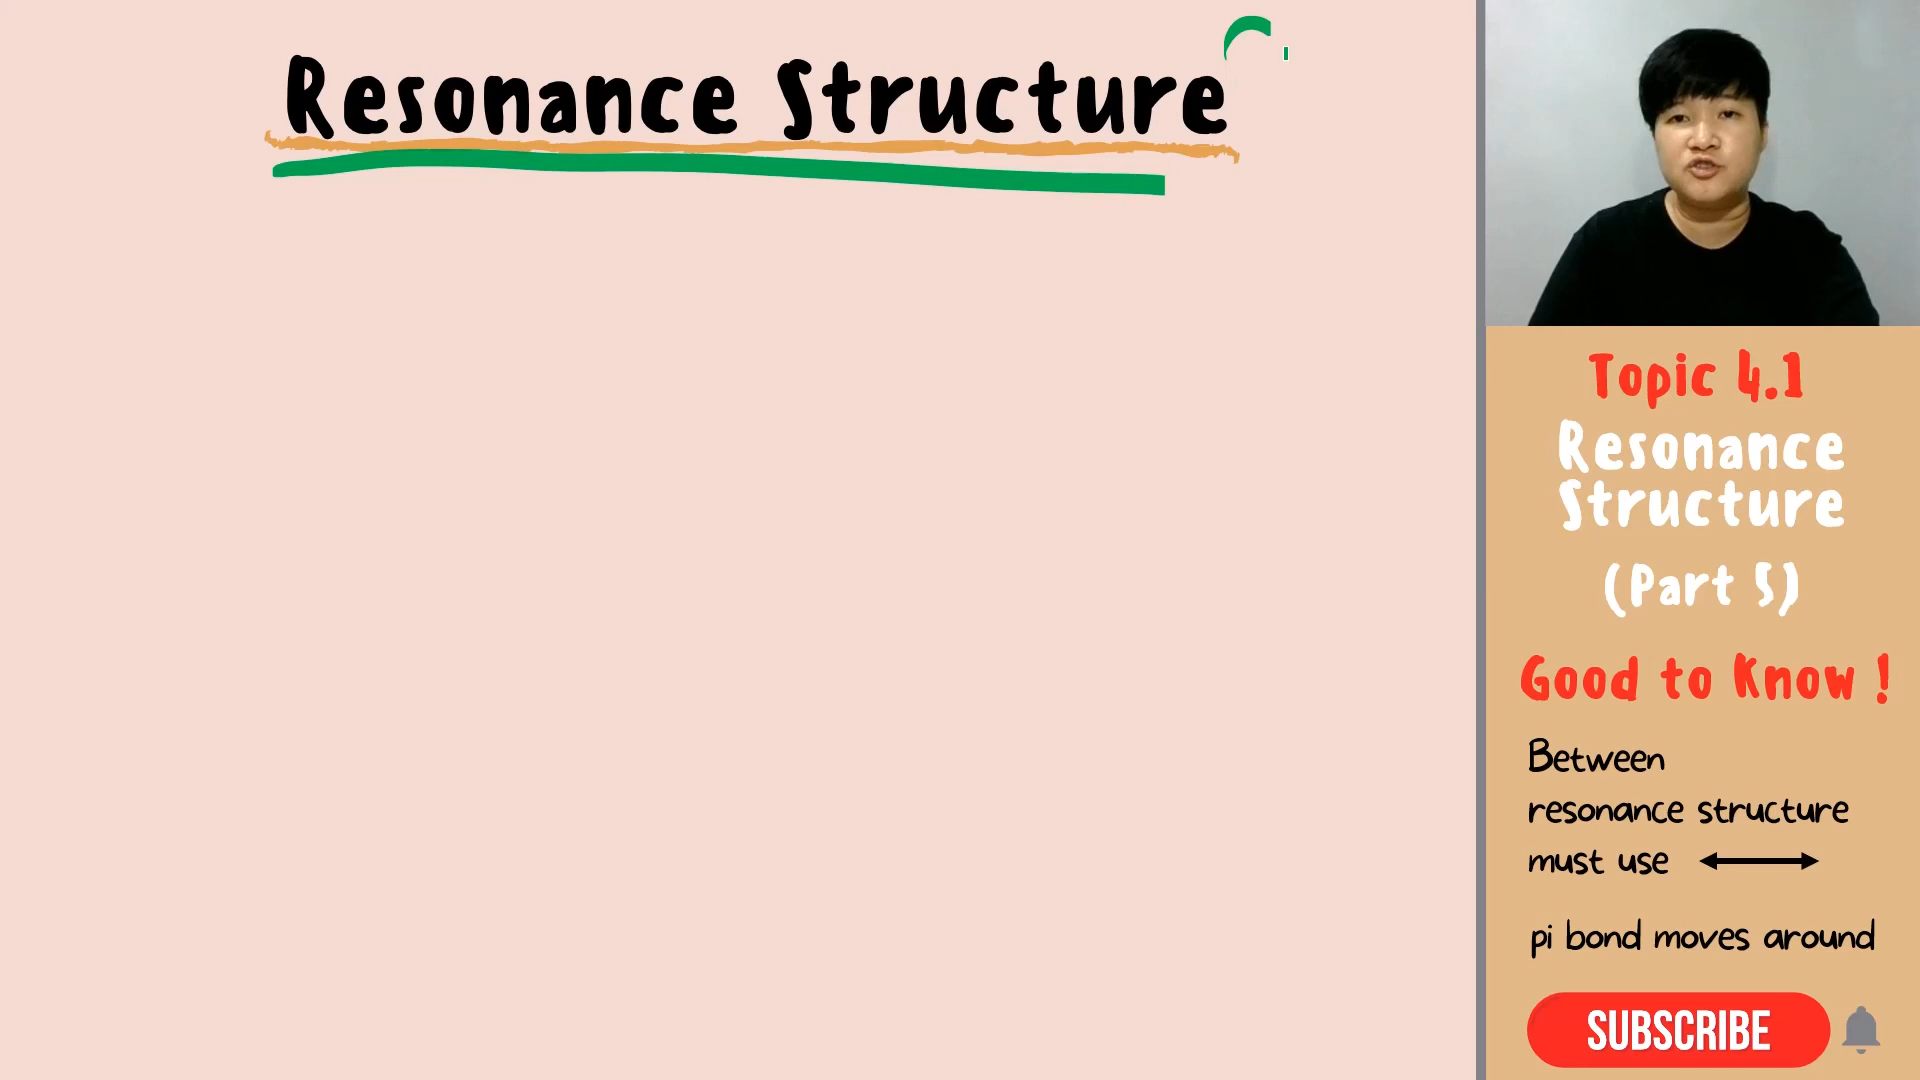 Resonance Structure
Topic 4.1
Resonance
Structure
(Part 5)
Good to Know !
Between
resonance structure
must use
pi bond moves around
SUBSCRIBE